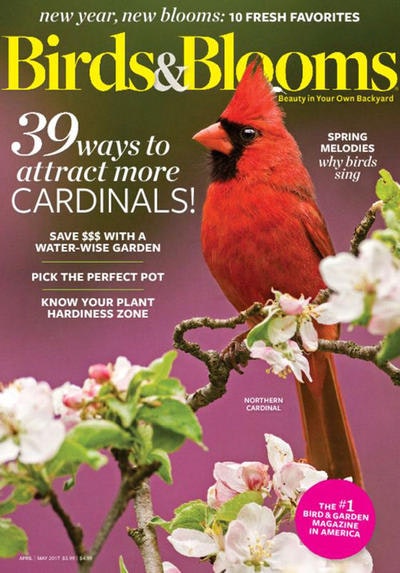 new year, new blooms: 10 FRESH FAVORITES
Birds&Blooms
Beauty in Your Own Backyard
39 ways to
attract more
CARDINALS!
SAVE $$$ WITH A
WATER-WISE GARDEN
PICK THE PERFECT POT
KNOW YOUR PLANT
HARDINESS ZONE
SPRING
MELODIES
why birds
sing
NORTHERN
CARDINAL
THE #1
BIRD & GARDEN
MAGAZINE
IN AMERICA
APRIL | MAY 2017 $3.99 | $4.99